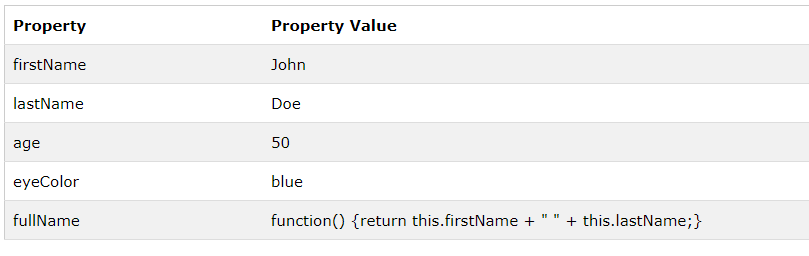 Property Property Value
firstName John
lastName Doe
age 50
eyeColor blue
fullName function() {return this.firstName + " " + this.lastName;}